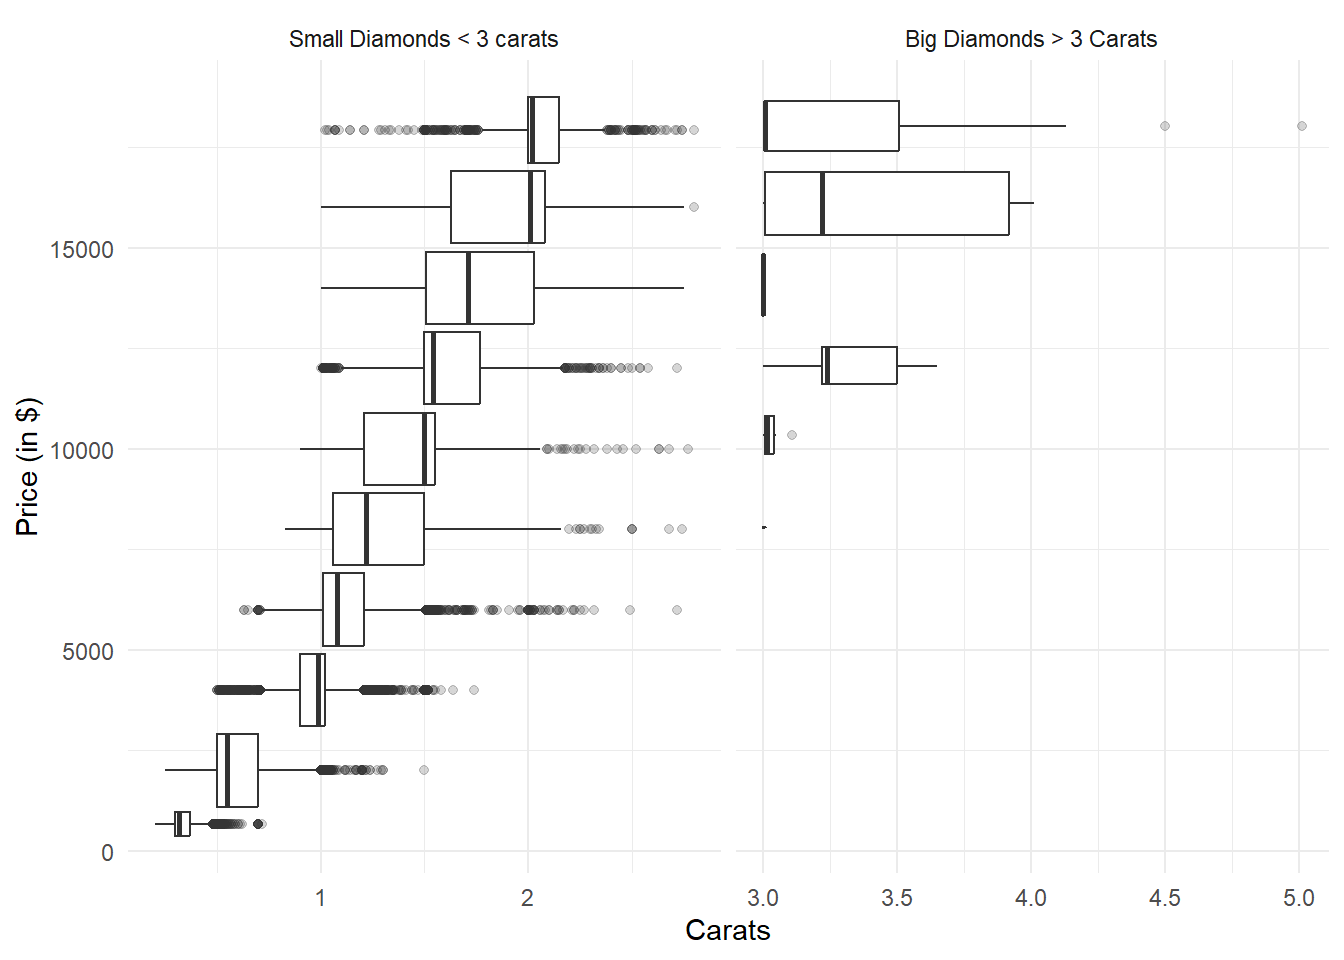 Small Diamonds < 3 carats
Big Diamonds > 3 Carats
Price (in $)
15000
10000
5000
0
1 2
3.0 3.5 4.0 4.5 5.0
Carats